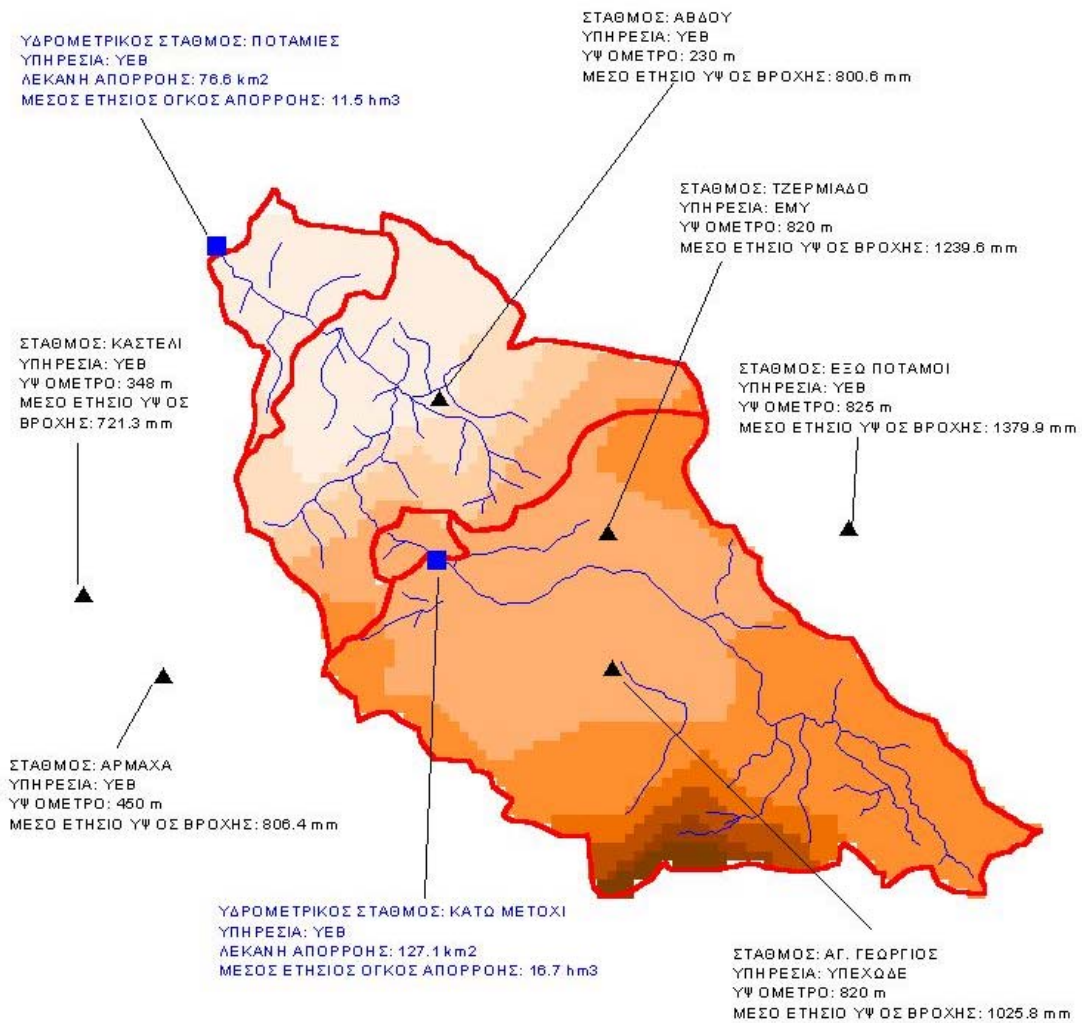 ΥΔΡΟΜΕΤΡΙΚΟΣ ΣΤΑΘΜΟΣ: ΠΟΤΑΜΙΕΣ
ΥΠΗΡΕΣΙΑ: ΥΕΒ
ΛΕΚΑΝΗ ΑΠΟΡΡΟΗΣ: 76.6 km2
ΜΕΣΟΣ ΕΤΗΣΙΟΣ ΟΓΚΟΣ ΑΠΟΡΡΟΗΣ: 11.5 hm3
ΣΤΑΘΜΟΣ: ΑΒΔΟΥ
ΥΠΗΡΕΣΙΑ: ΥΕΒ
ΥΨΟΜΕΤΡΟ: 230 m
ΜΕΣΟ ΕΤΗΣΙΟ ΥΨΟΣ ΒΡΟΧΗΣ: 800.6 mm
ΣΤΑΘΜΟΣ: ΤΖΕΡΜΙΑΔΟ
ΥΠΗΡΕΣΙΑ: ΕΜΥ
ΥΨΟΜΕΤΡΟ: 820 m
ΜΕΣΟ ΕΤΗΣΙΟ ΥΨΟΣ ΒΡΟΧΗΣ: 1239.6 mm
ΣΤΑΘΜΟΣ: ΚΑΣΤΕΛΙ
ΥΠΗΡΕΣΙΑ: ΥΕΒ
ΥΨΟΜΕΤΡΟ: 348 m
ΜΕΣΟ ΕΤΗΣΙΟ ΥΨΟΣ
ΒΡΟΧΗΣ: 721.3 mm
ΣΤΑΘΜΟΣ: ΕΞΩ ΠΟΤΑΜΟΙ
ΥΠΗΡΕΣΙΑ: ΥΕΒ
ΥΨΟΜΕΤΡΟ: 825 m
ΜΕΣΟ ΕΤΗΣΙΟ ΥΨΟΣ ΒΡΟΧΗΣ: 1379.9 mm
ΣΤΑΘΜΟΣ: ΑΡΜΑΧΑ
ΥΠΗΡΕΣΙΑ: ΥΕΒ
ΥΨΟΜΕΤΡΟ: 450 m
ΜΕΣΟ ΕΤΗΣΙΟ ΥΨΟΣ ΒΡΟΧΗΣ: 806.4 mm
ΥΔΡΟΜΕΤΡΙΚΟΣ ΣΤΑΘΜΟΣ: ΚΑΤΩ ΜΕΤΟΧΙ
ΥΠΗΡΕΣΙΑ: ΥΕΒ
ΛΕΚΑΝΗ ΑΠΟΡΡΟΗΣ: 127.1 km2
ΜΕΣΟΣ ΕΤΗΣΙΟΣ ΟΓΚΟΣ ΑΠΟΡΡΟΗΣ: 16.7 hm3
ΣΤΑΘΜΟΣ: ΑΓ. ΓΕΩΡΓΙΟΣ
ΥΠΗΡΕΣΙΑ: ΥΠΕΧΩΔΕ
ΥΨΟΜΕΤΡΟ: 820 m
ΜΕΣΟ ΕΤΗΣΙΟ ΥΨΟΣ ΒΡΟΧΗΣ: 1025.8 mm